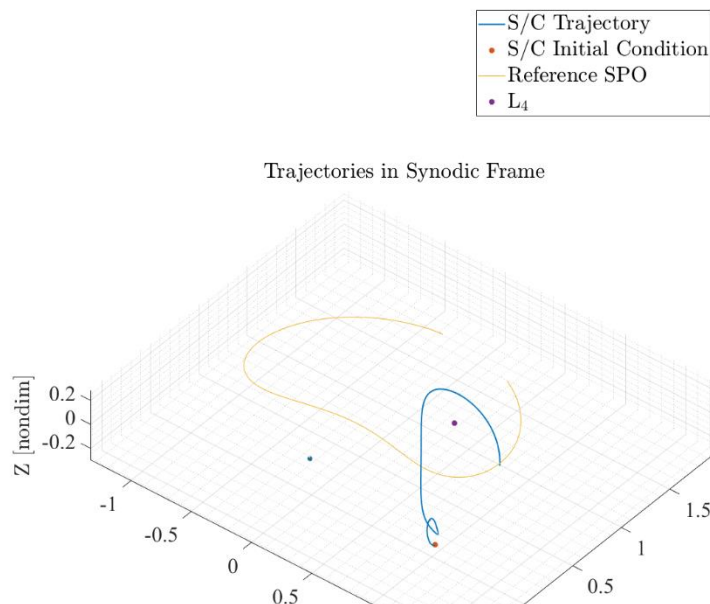 S/C Trajectory
S/C Initial Condition
Reference SPO
L₄
Trajectories in Synodic Frame
Z [nondim]
0.2
0
-0.2
-1
-0.5
0
0.5
0.5
1
1.5